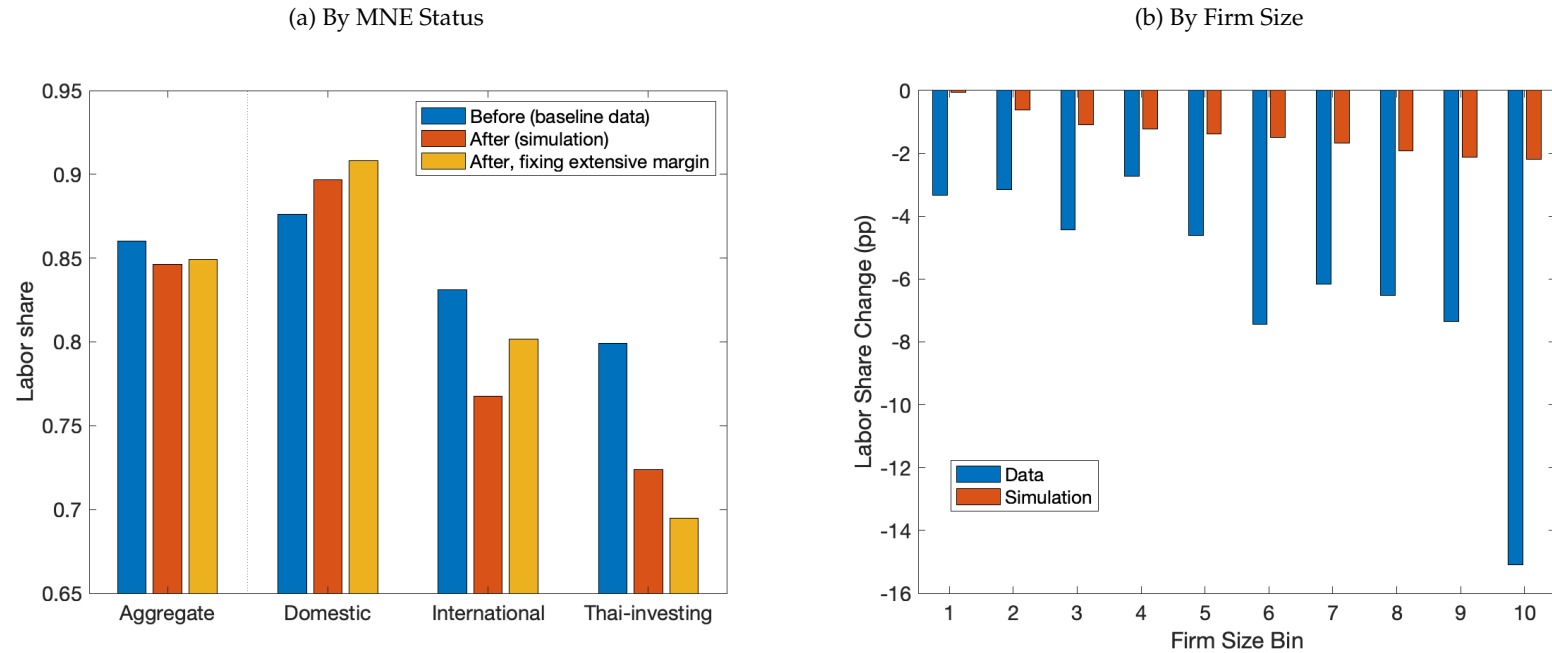 (a) By MNE Status
0.95
0.9
0.85
0.8
0.75
0.7
0.65
Labor share
Before (baseline data)
After (simulation)
After, fixing extensive margin
Aggregate Domestic International Thai-investing
(b) By Firm Size
0
-2
-4
-6
-8
-10
-12
-14
-16
Labor Share Change (pp)
Data
Simulation
1 2 3 4 5 6 7 8 9 10
Firm Size Bin